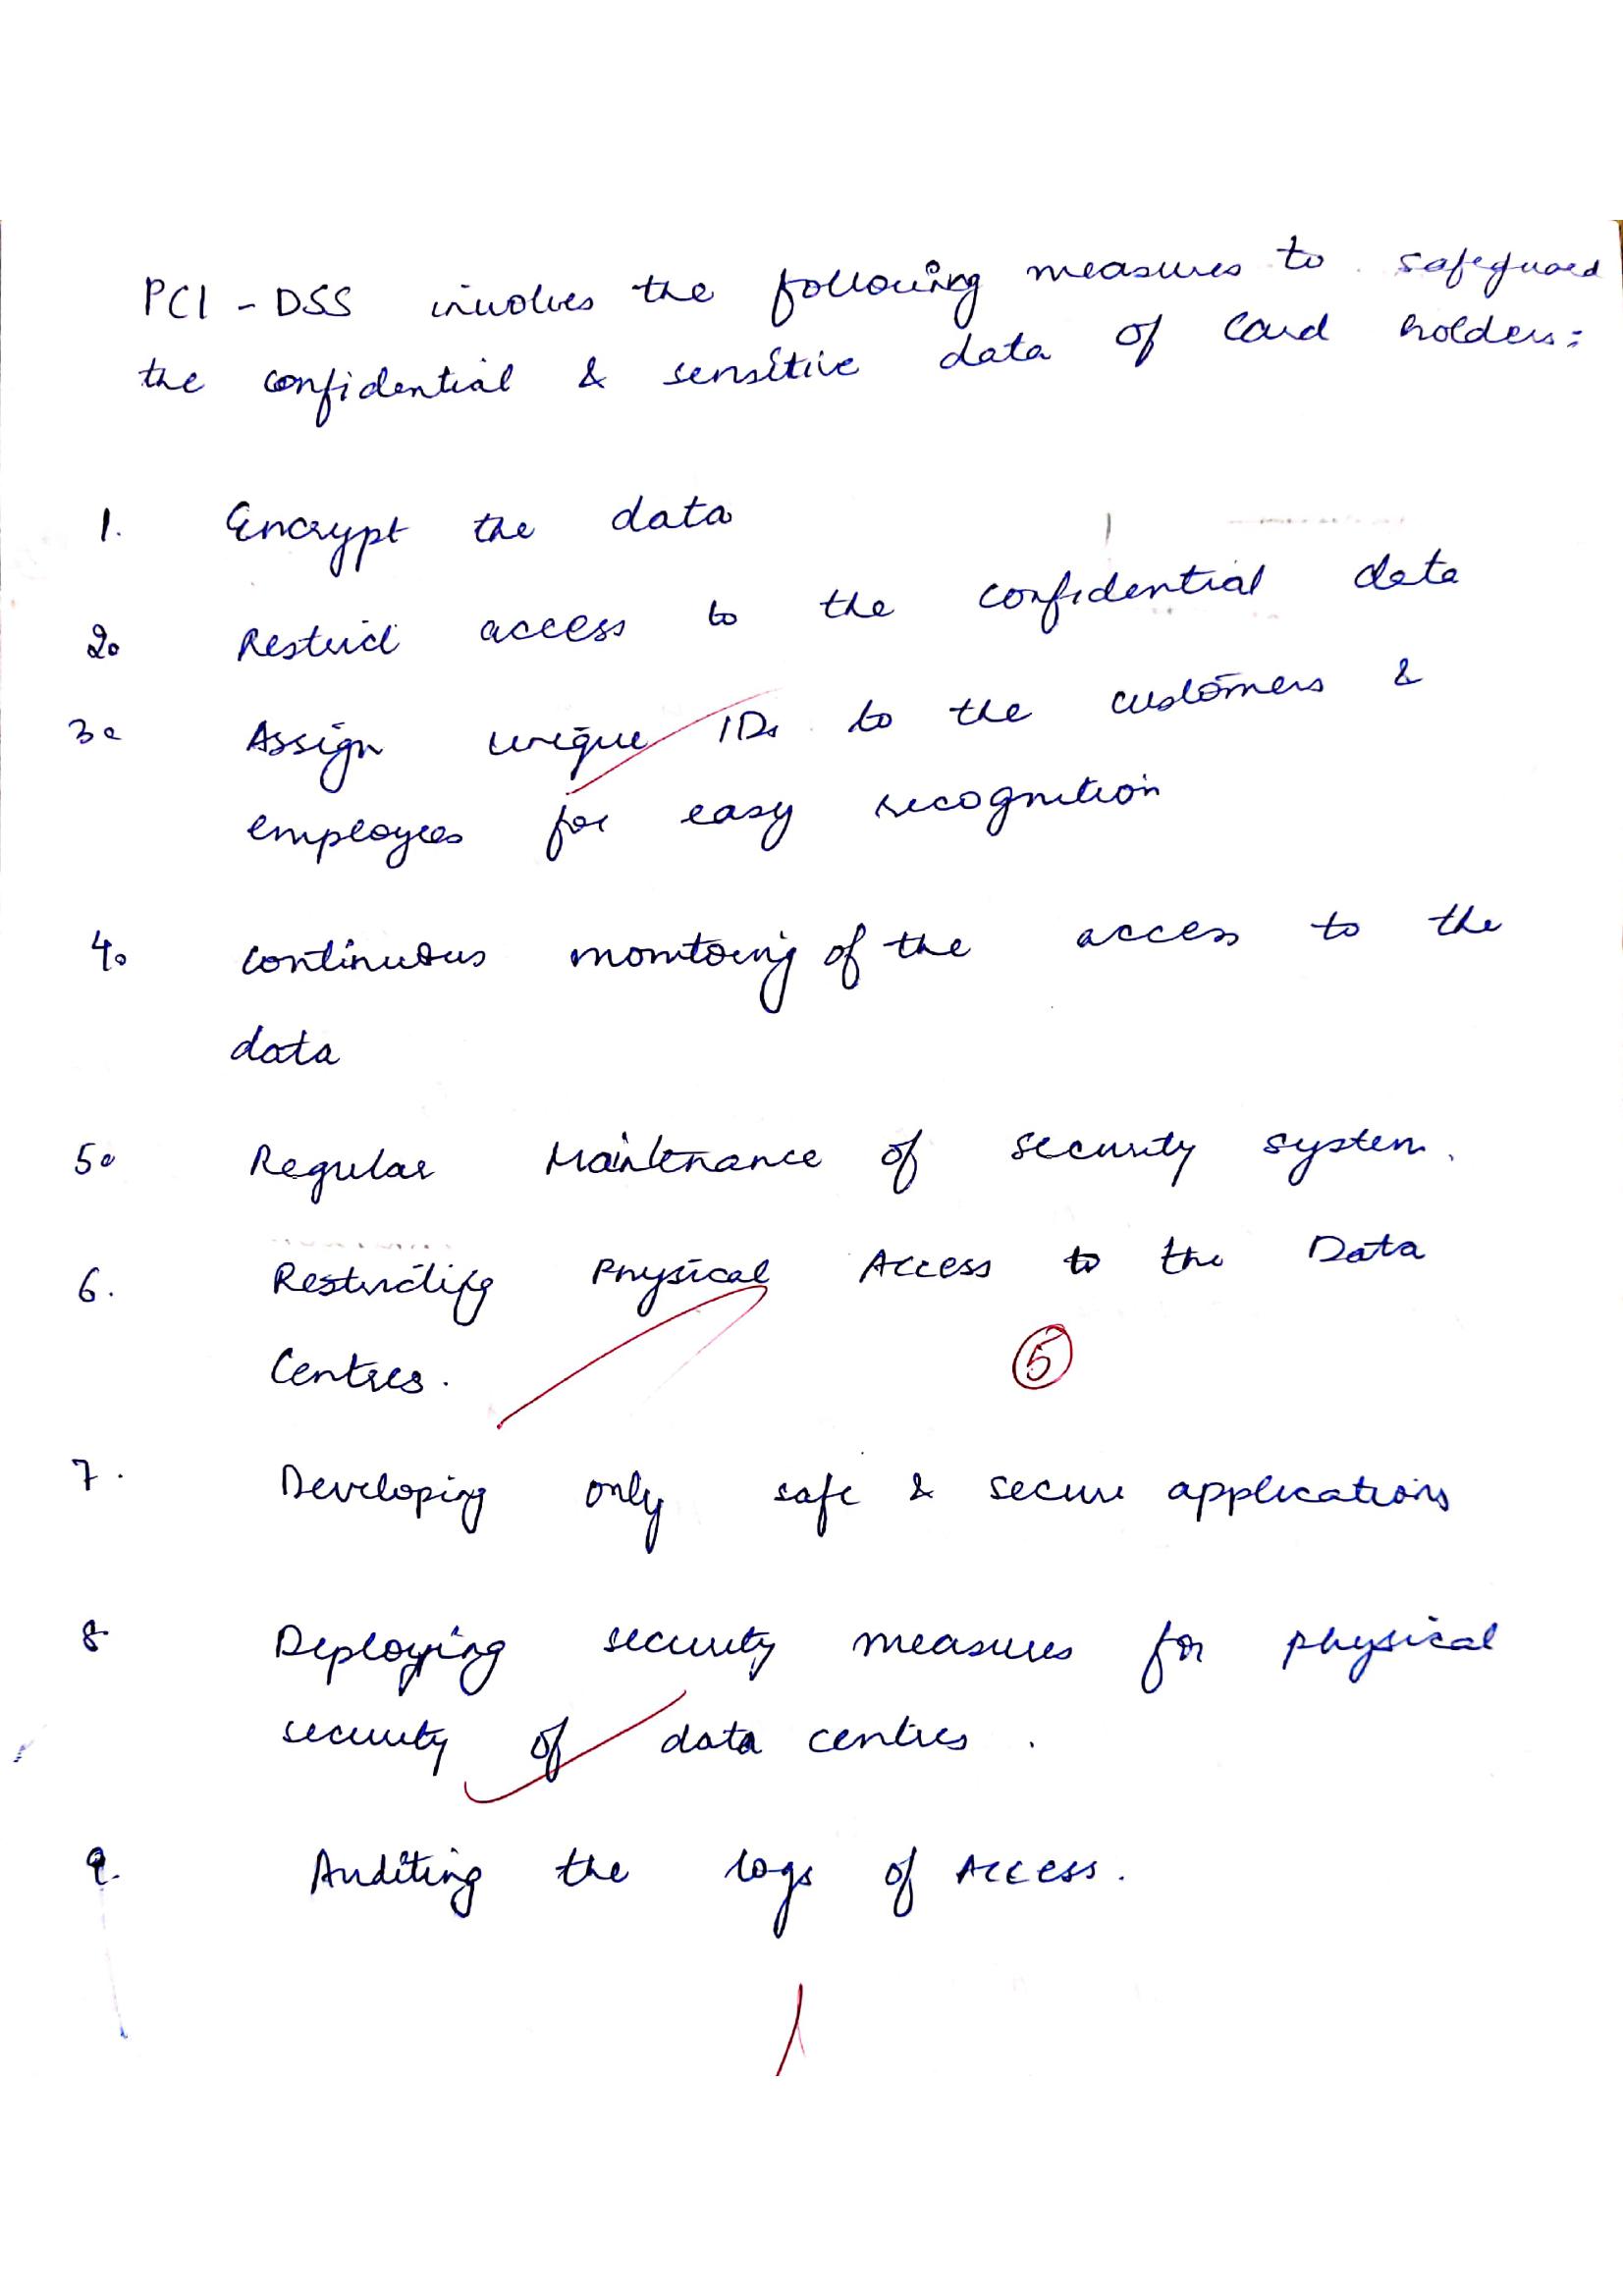 PCI - DSS involves the following measures to safeguard
the confidential & sensitive data of Card holders:
1. Encrypt the data
2. Restrict access to the confidential data
3. Assign unique IDs to the customers &
employees for easy recognition
4. Continuous monitoring of the access to the
data
5. Regular Maintenance of security system.
6. Restricting Physical Access to the Data
Centres.
5
7. Developing only safe & secure applications
8. Deploying security measures for physical
security of data centres.
9. Auditing the logs of Access.